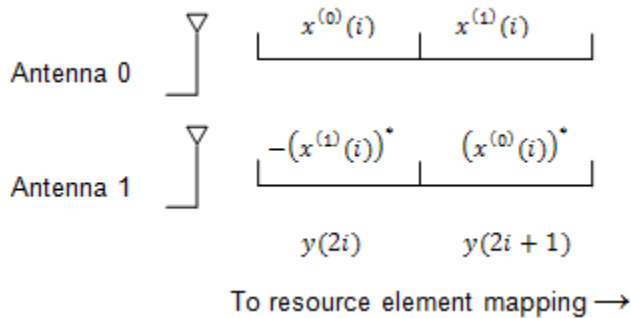 x⁽⁰⁾(i) x⁽¹⁾(i)
Antenna 0
−(x⁽¹⁾(i))* (x⁽⁰⁾(i))*
Antenna 1
y(2i) y(2i + 1)
To resource element mapping →